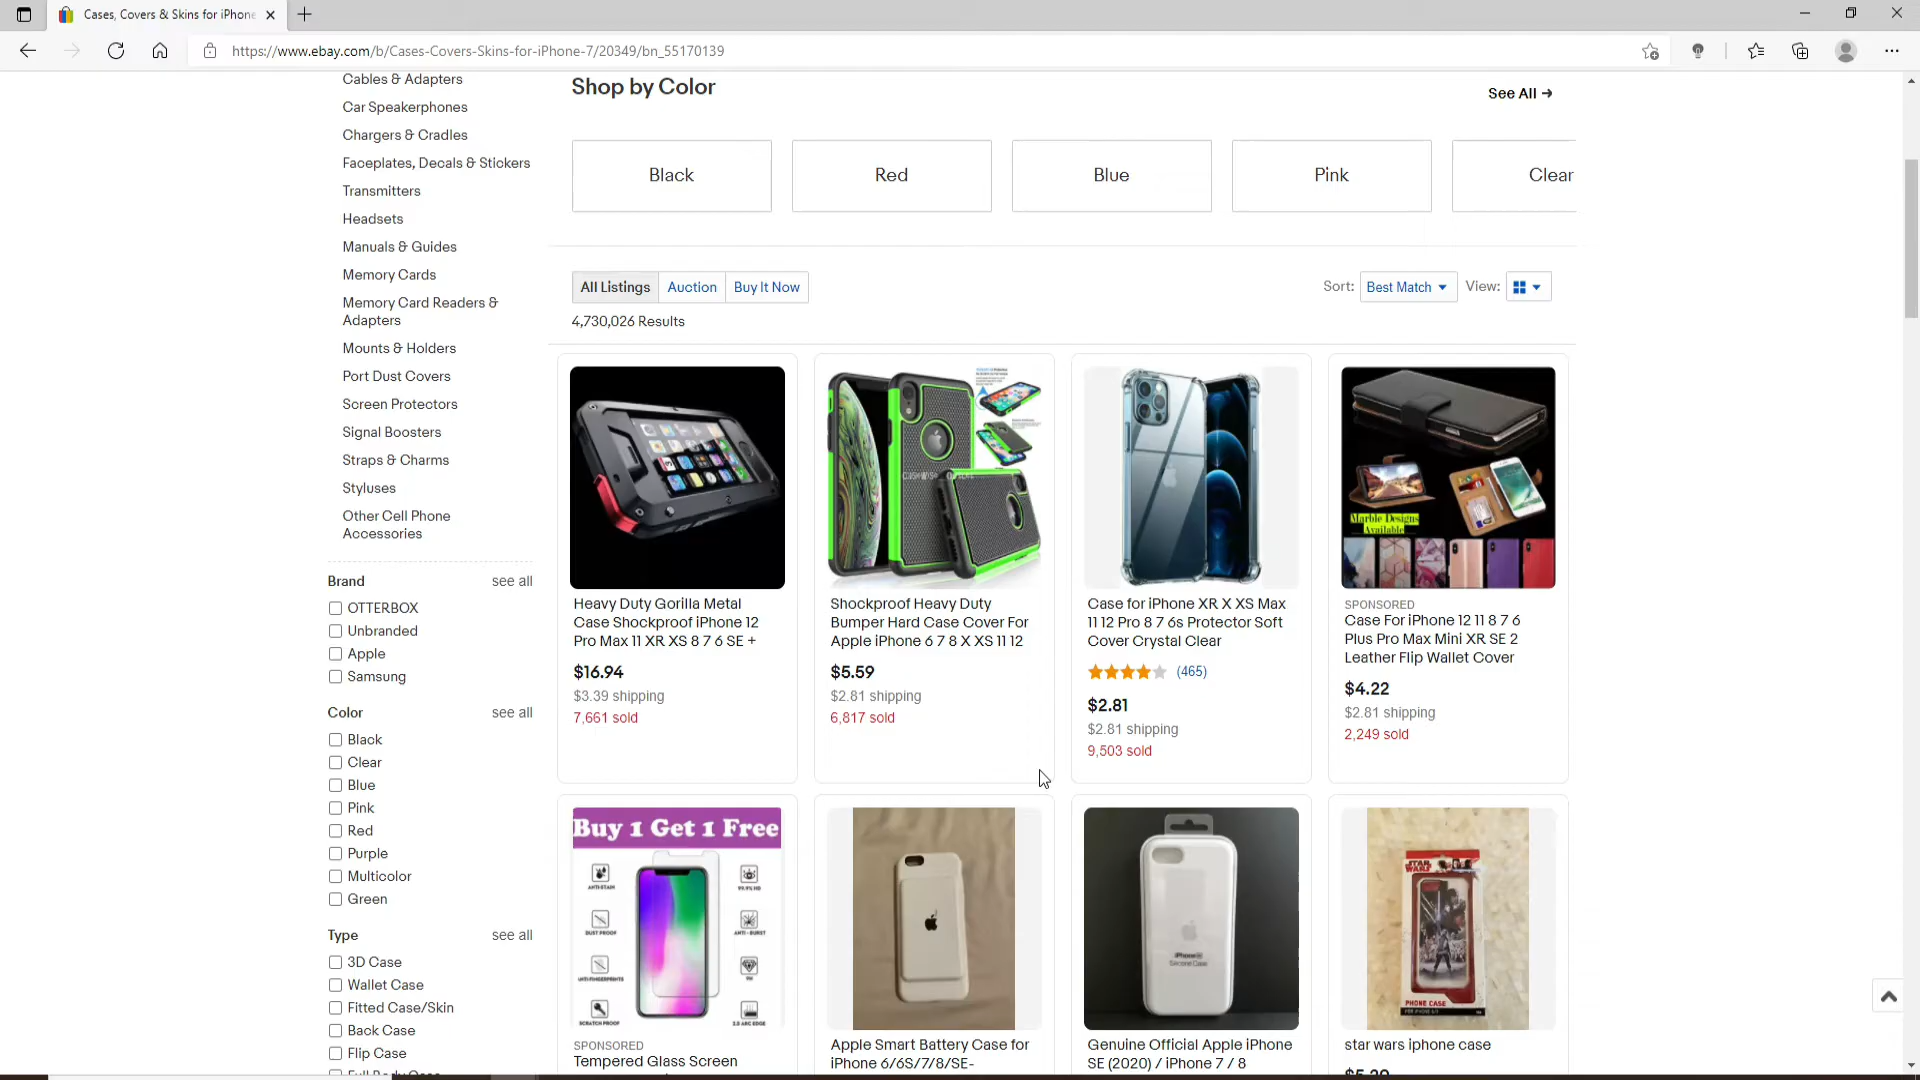 Cases, Covers & Skins for iPhone
https://www.ebay.com/b/Cases-Covers-Skins-for-iPhone-7/20349/bn_55170139
Cables & Adapters
Car Speakerphones
Chargers & Cradles
Faceplates, Decals & Stickers
Transmitters
Headsets
Manuals & Guides
Memory Cards
Memory Card Readers &
Adapters
Mounts & Holders
Port Dust Covers
Screen Protectors
Signal Boosters
Straps & Charms
Styluses
Other Cell Phone
Accessories
Brand see all
OTTERBOX
Unbranded
Apple
Samsung
Color see all
Black
Clear
Blue
Pink
Red
Purple
Multicolor
Green
Type see all
3D Case
Wallet Case
Fitted Case/Skin
Back Case
Flip Case
Shop by Color
See All →
Black
Red
Blue
Pink
Clear
All Listings Auction Buy It Now
Sort: Best Match View:
4,730,026 Results
Heavy Duty Gorilla Metal
Case Shockproof iPhone 12
Pro Max 11 XR XS 8 7 6 SE +
$16.94
$3.39 shipping
7,661 sold
Shockproof Heavy Duty
Bumper Hard Case Cover For
Apple iPhone 6 7 8 X XS 11 12
$5.59
$2.81 shipping
6,817 sold
Case for iPhone XR X XS Max
11 12 Pro 8 7 6s Protector Soft
Cover Crystal Clear
(465)
$2.81
$2.81 shipping
9,503 sold
Marble Designs
Available
SPONSORED
Case For iPhone 12 11 8 7 6
Plus Pro Max Mini XR SE 2
Leather Flip Wallet Cover
$4.22
$2.81 shipping
2,249 sold
Buy 1 Get 1 Free
ANTI-STAIN
99.9% HD
DUST PROOF
ANTI-BURST
ANTI-FINGERPRINTS
9H
SCRATCH PROOF
2.5 ARC EDGE
SPONSORED
Tempered Glass Screen
Apple Smart Battery Case for
iPhone 6/6S/7/8/SE-
iPhone SE
Silicone Case
Genuine Official Apple iPhone
SE (2020) / iPhone 7 / 8
STAR
WARS
PHONE CASE
star wars iphone case
$5.20